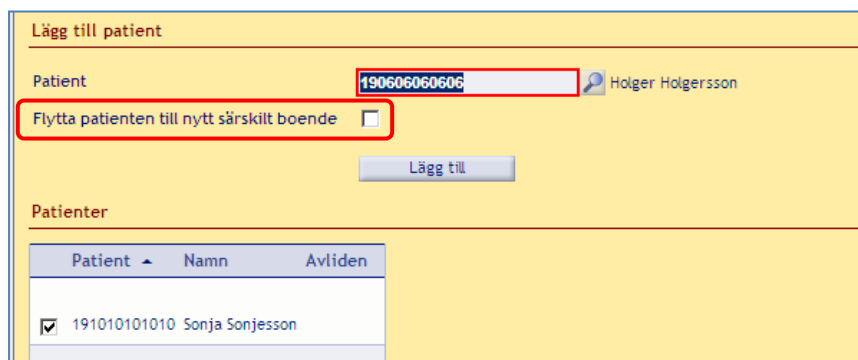 Lägg till patient
Patient 190606060606 Holger Holgersson
Flytta patienten till nytt särskilt boende
Lägg till
Patienter
Patient Namn Avliden
191010101010 Sonja Sonjesson